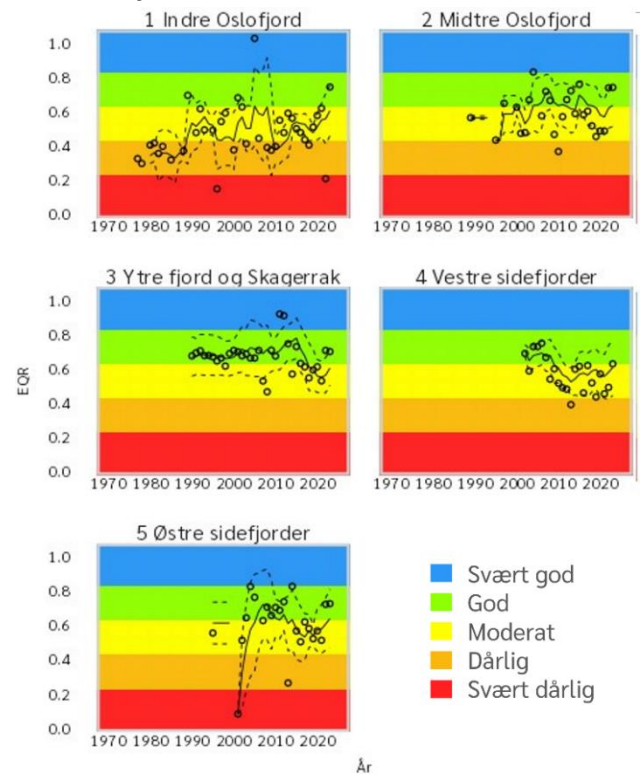 1 Indre Oslofjord
2 Midtre Oslofjord
1.0
0.8
0.6
0.4
0.2
0.0
1970 1980 1990 2000 2010 2020
1970 1980 1990 2000 2010 2020
3 Ytre fjord og Skagerrak
4 Vestre sidefjorder
EQR
1.0
0.8
0.6
0.4
0.2
0.0
1970 1980 1990 2000 2010 2020
1970 1980 1990 2000 2010 2020
5 Østre sidefjorder
1.0
0.8
0.6
0.4
0.2
0.0
1970 1980 1990 2000 2010 2020
År
Svært god
God
Moderat
Dårlig
Svært dårlig